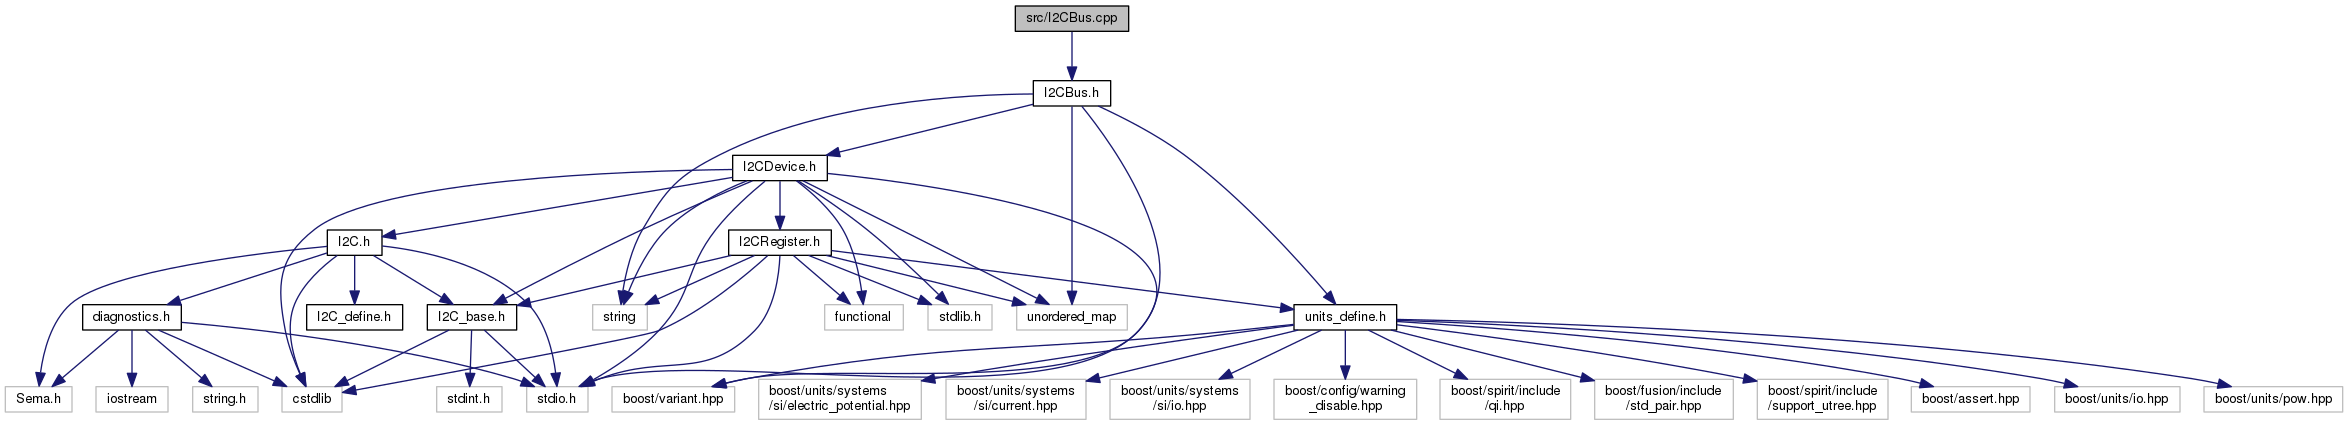 src/I2CBus.cpp
I2CBus.h
I2CDevice.h
I2C.h
I2CRegister.h
diagnostics.h
I2C_define.h
I2C_base.h
string
functional
stdlib.h
unordered_map
units_define.h
Sema.h
iostream
string.h
cstdlib
stdint.h
stdio.h
boost/variant.hpp
boost/units/systems
/si/electric_potential.hpp
boost/units/systems
/si/current.hpp
boost/units/systems
/si/io.hpp
boost/config/warning
_disable.hpp
boost/spirit/include
/qi.hpp
boost/fusion/include
/std_pair.hpp
boost/spirit/include
/support_utree.hpp
boost/assert.hpp
boost/units/io.hpp
boost/units/pow.hpp